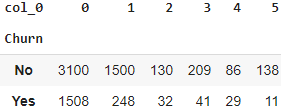 col_0 0 1 2 3 4 5
Churn
No 3100 1500 130 209 86 138
Yes 1508 248 32 41 29 11